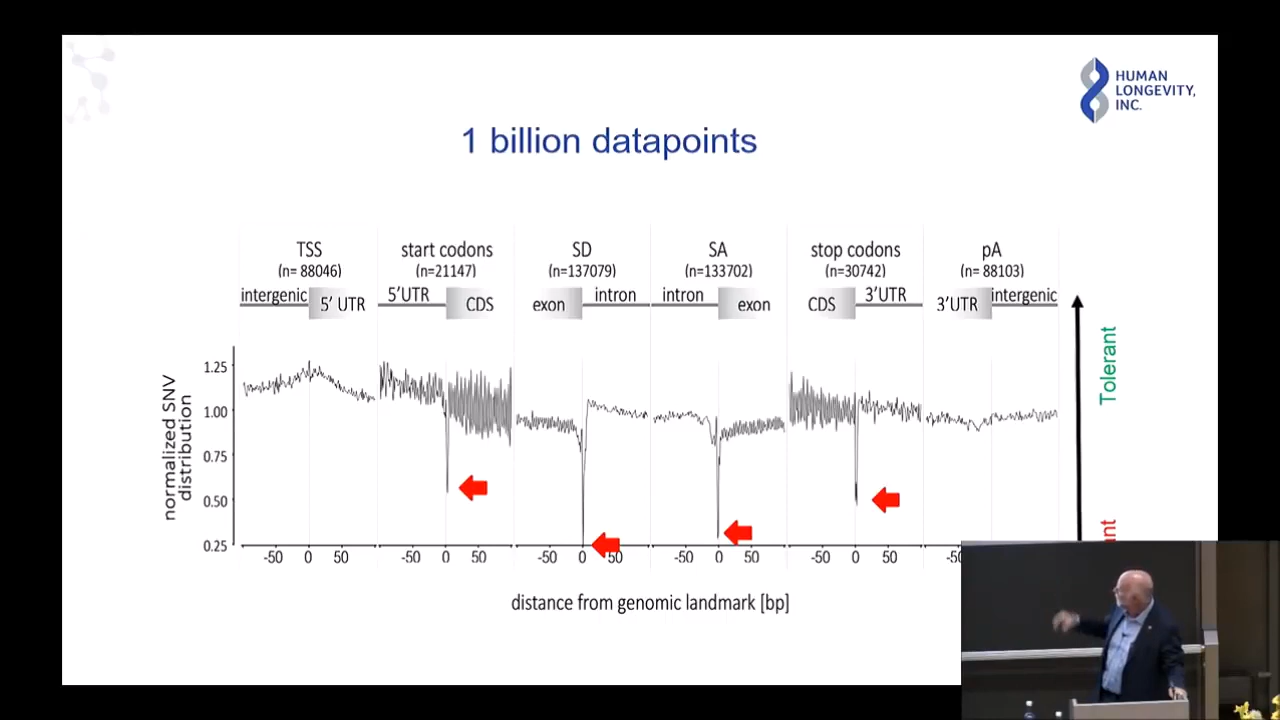 HUMAN
LONGEVITY,
INC.
1 billion datapoints
TSS
(n= 88046)
intergenic
5' UTR
start codons
(n=21147)
5'UTR
CDS
SD
(n=137079)
exon
intron
SA
(n=133702)
intron
exon
stop codons
(n=30742)
CDS
3'UTR
pA
(n= 88103)
3'UTR
intergenic
Tolerant
normalized SNV
distribution
1.25
1.00
0.75
0.50
0.25
-50 0 50
-50 0 50
-50 0 50
-50 0 50
-50 0 50
distance from genomic landmark [bp]